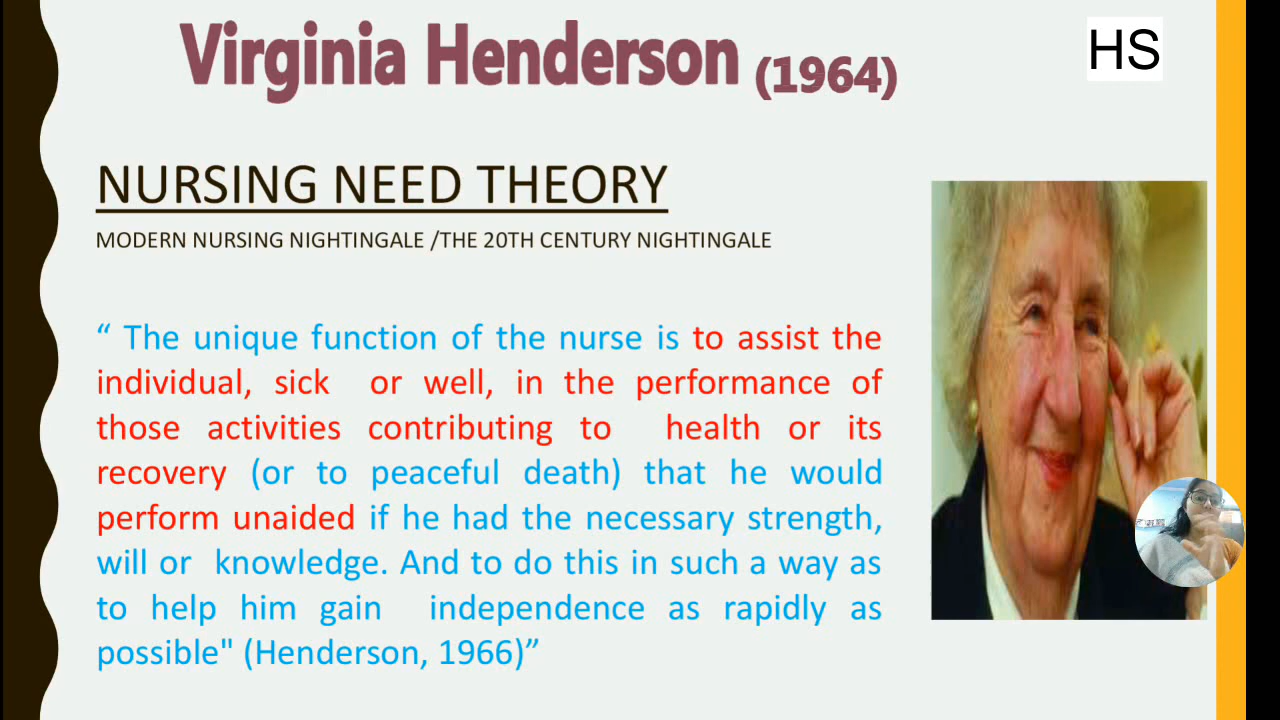 Virginia Henderson (1964)
HS
NURSING NEED THEORY
MODERN NURSING NIGHTINGALE /THE 20TH CENTURY NIGHTINGALE
“ The unique function of the nurse is to assist the
individual, sick or well, in the performance of
those activities contributing to health or its
recovery (or to peaceful death) that he would
perform unaided if he had the necessary strength,
will or knowledge. And to do this in such a way as
to help him gain independence as rapidly as
possible" (Henderson, 1966)”